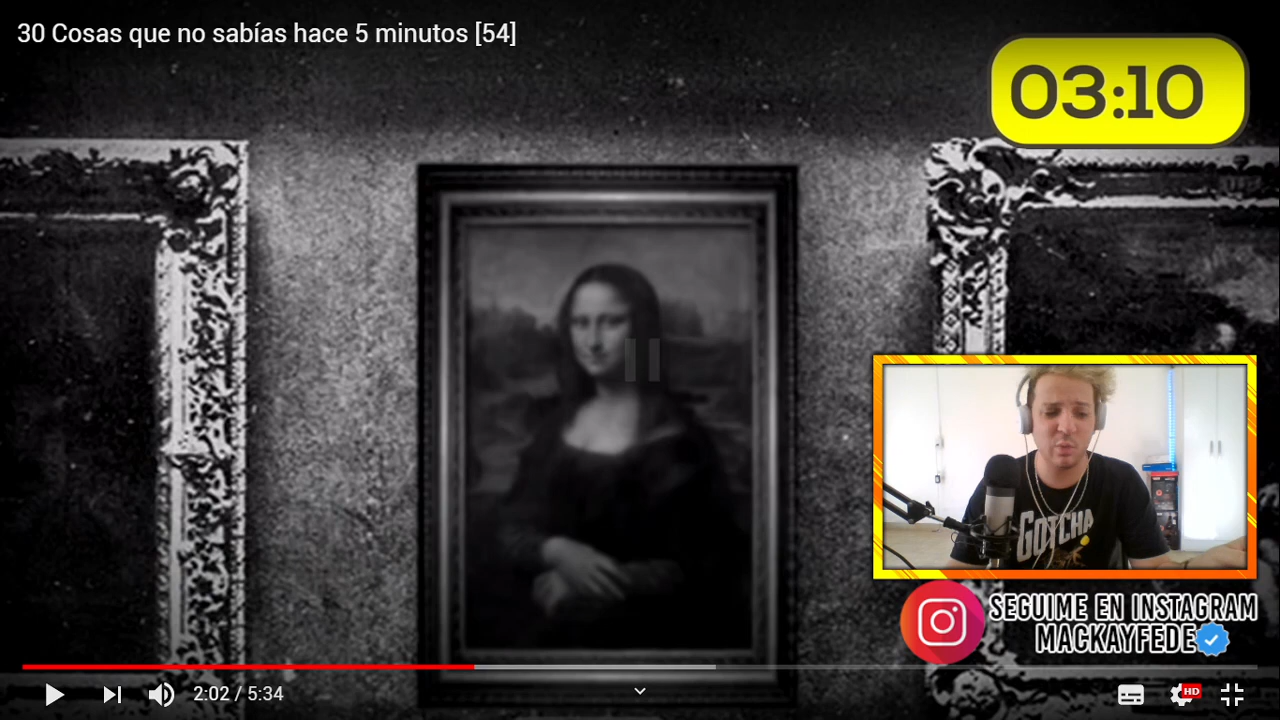 30 Cosas que no sabías hace 5 minutos [54]
03:10
GOTCHA
SEGUIME EN INSTAGRAM
MAGKAYFEDE
2:02 / 5:34
HD